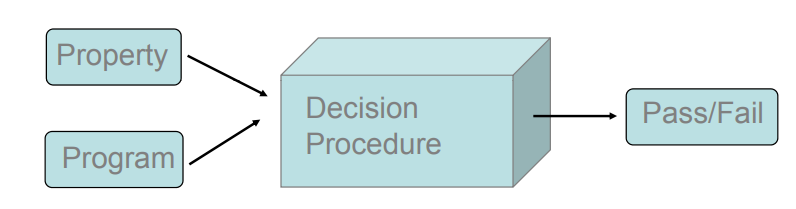 Property
Program
Decision
Procedure
Pass/Fail